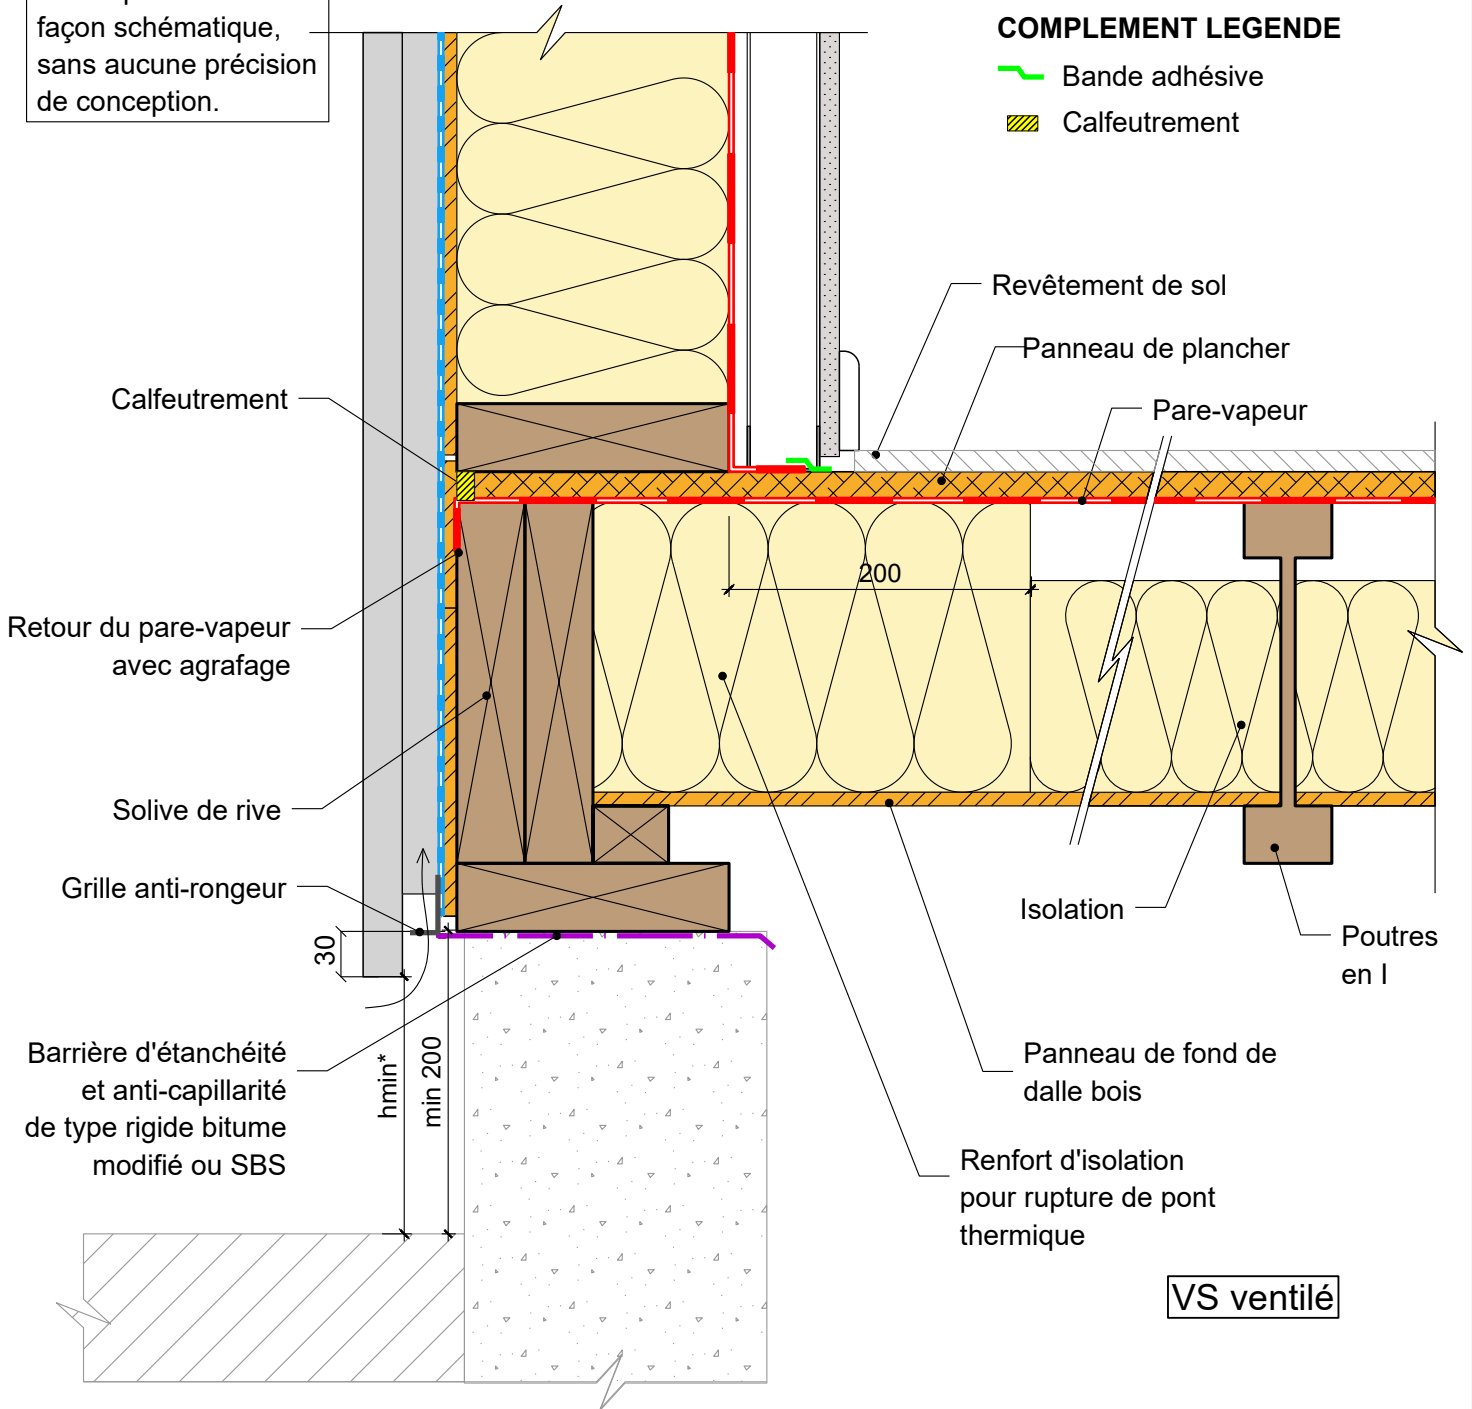 façon schématique,
sans aucune précision
de conception.
COMPLEMENT LEGENDE
Bande adhésive
Calfeutrement
Revêtement de sol
Panneau de plancher
Pare-vapeur
Calfeutrement
200
Retour du pare-vapeur
avec agrafage
Solive de rive
Grille anti-rongeur
30
Isolation
Poutres
en I
Barrière d'étanchéité
et anti-capillarité
de type rigide bitume
modifié ou SBS
hmin*
min 200
Panneau de fond de
dalle bois
Renfort d'isolation
pour rupture de pont
thermique
VS ventilé